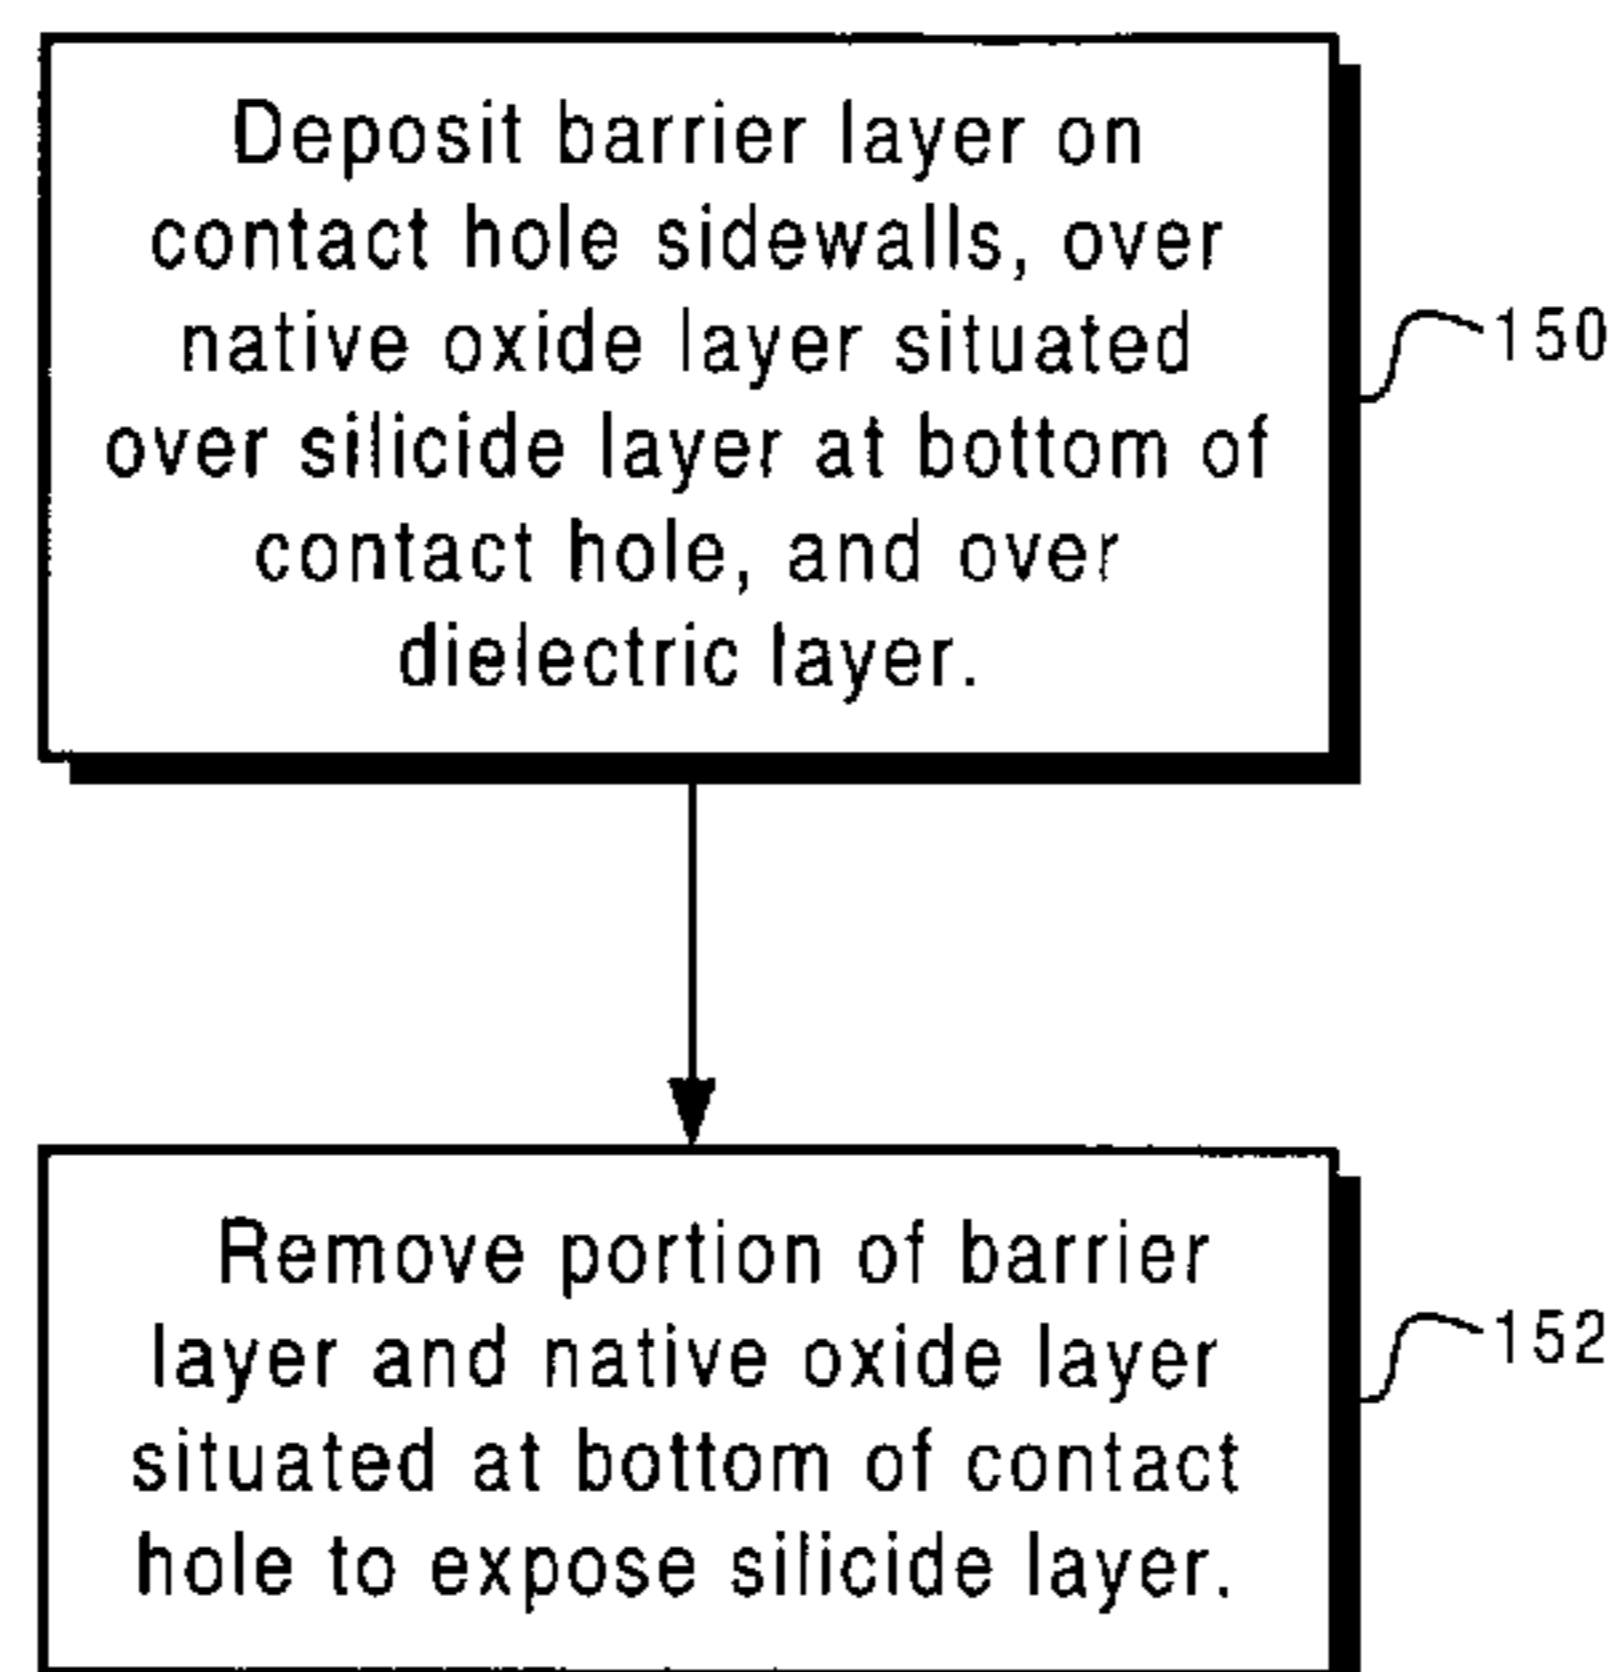 Deposit barrier layer on
contact hole sidewalls, over
native oxide layer situated
over silicide layer at bottom of
contact hole, and over
dielectric layer.
150
Remove portion of barrier
layer and native oxide layer
situated at bottom of contact
hole to expose silicide layer.
152